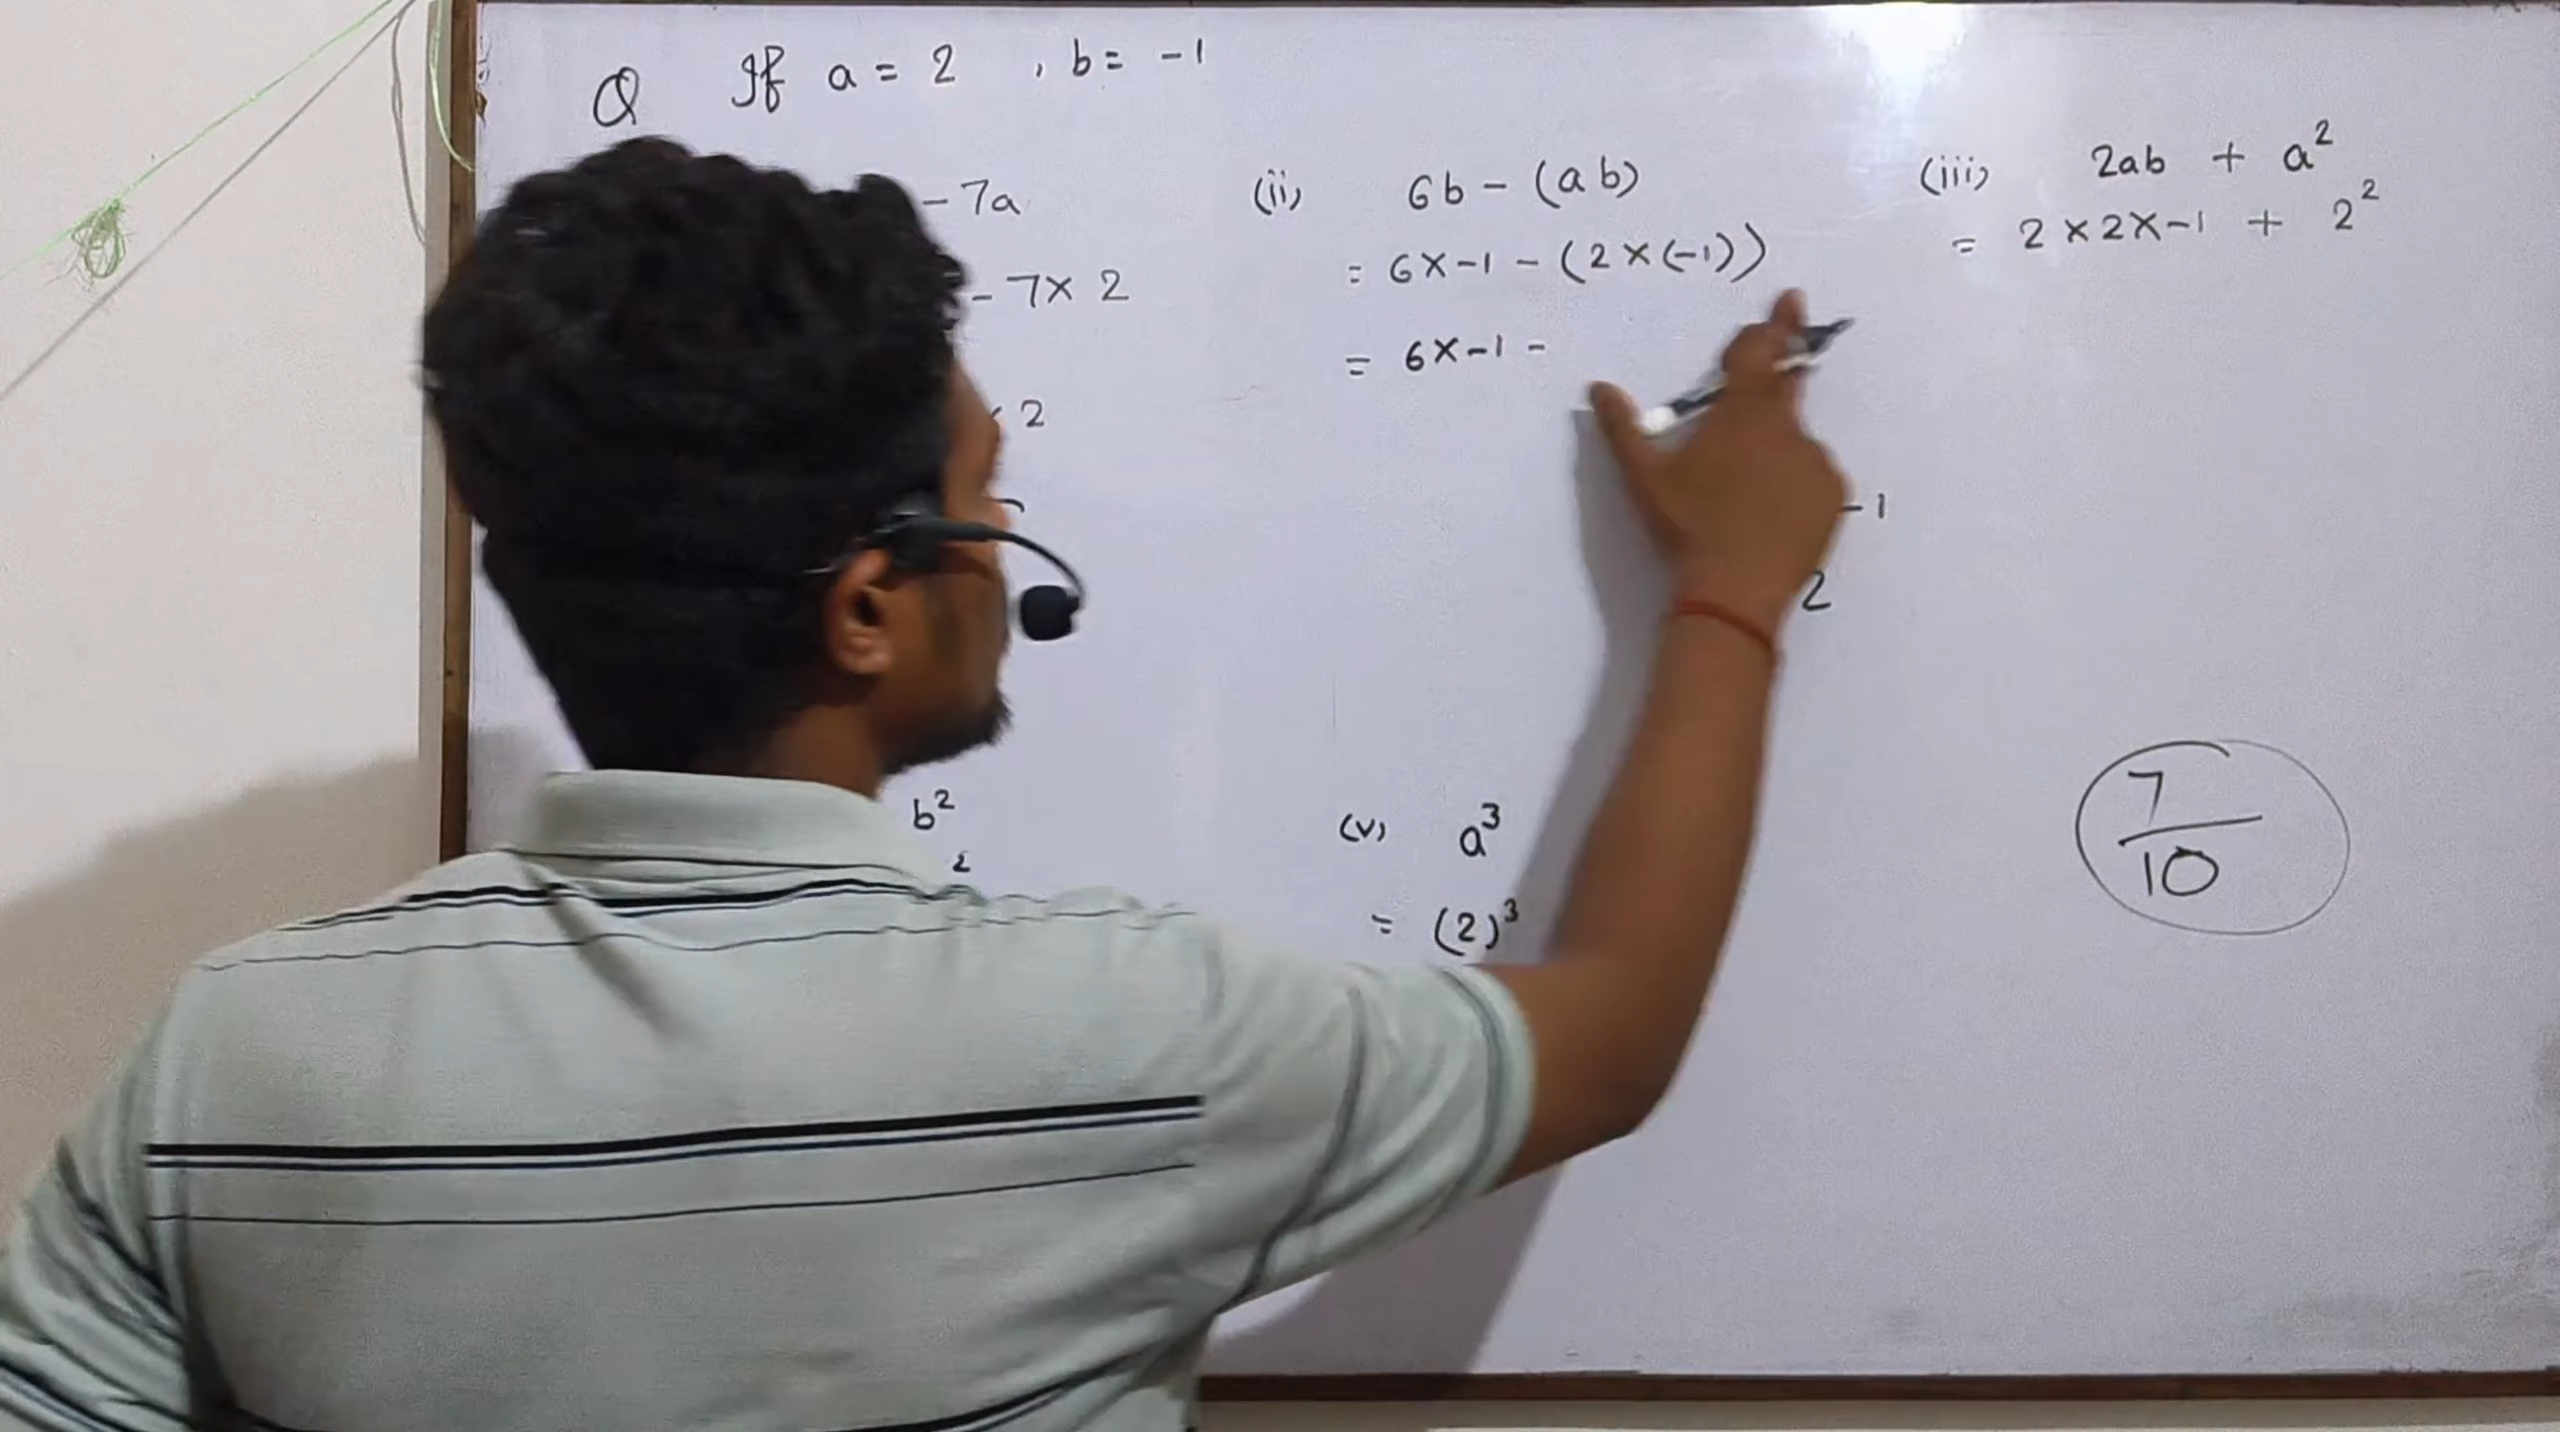 Q If a = 2 , b = -1
- 7a
- 7 × 2
2
(ii) 6b - (ab)
= 6×-1 - (2×(-1))
= 6×-1 -
-1
2
(iii) 2ab + a²
= 2×2×-1 + 2²
b²
2
(v) a³
= (2)³
7
10